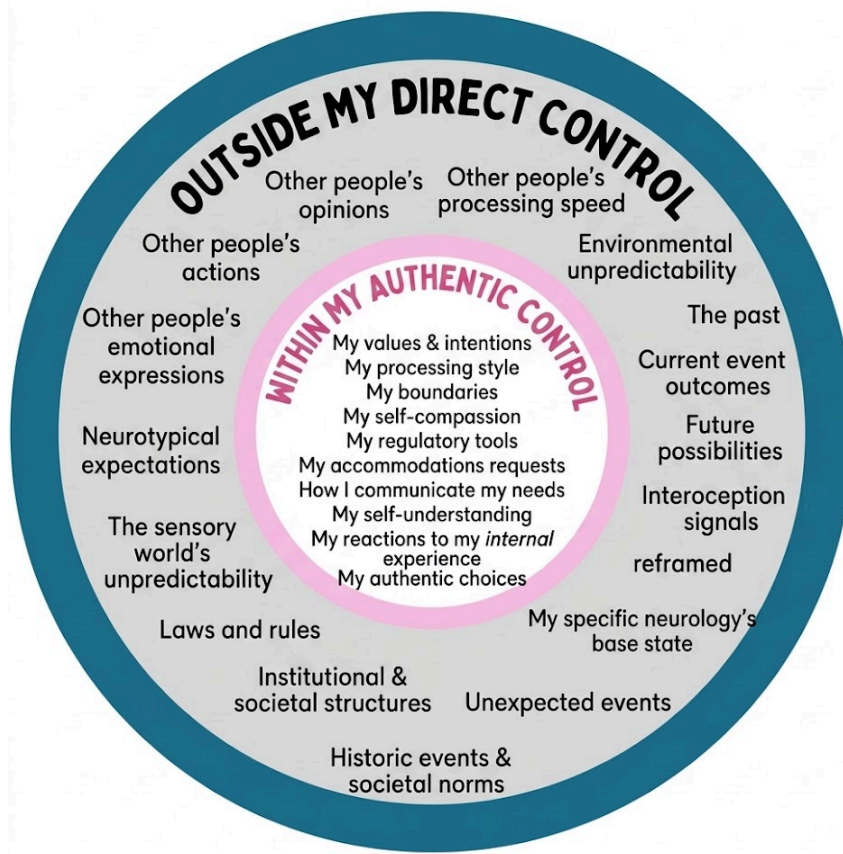 OUTSIDE MY DIRECT CONTROL
Other people's
opinions
Other people's
processing speed
Other people's
actions
Environmental
unpredictability
Other people's
emotional
expressions
The past
Current event
outcomes
Neurotypical
expectations
Future
possibilities
Interoception
signals
The sensory
world's
unpredictability
reframed
Laws and rules
My specific neurology's
base state
Institutional &
societal structures
Unexpected events
Historic events &
societal norms
WITHIN MY AUTHENTIC CONTROL
My values & intentions
My processing style
My boundaries
My self-compassion
My regulatory tools
My accommodations requests
How I communicate my needs
My self-understanding
My reactions to my internal
experience
My authentic choices